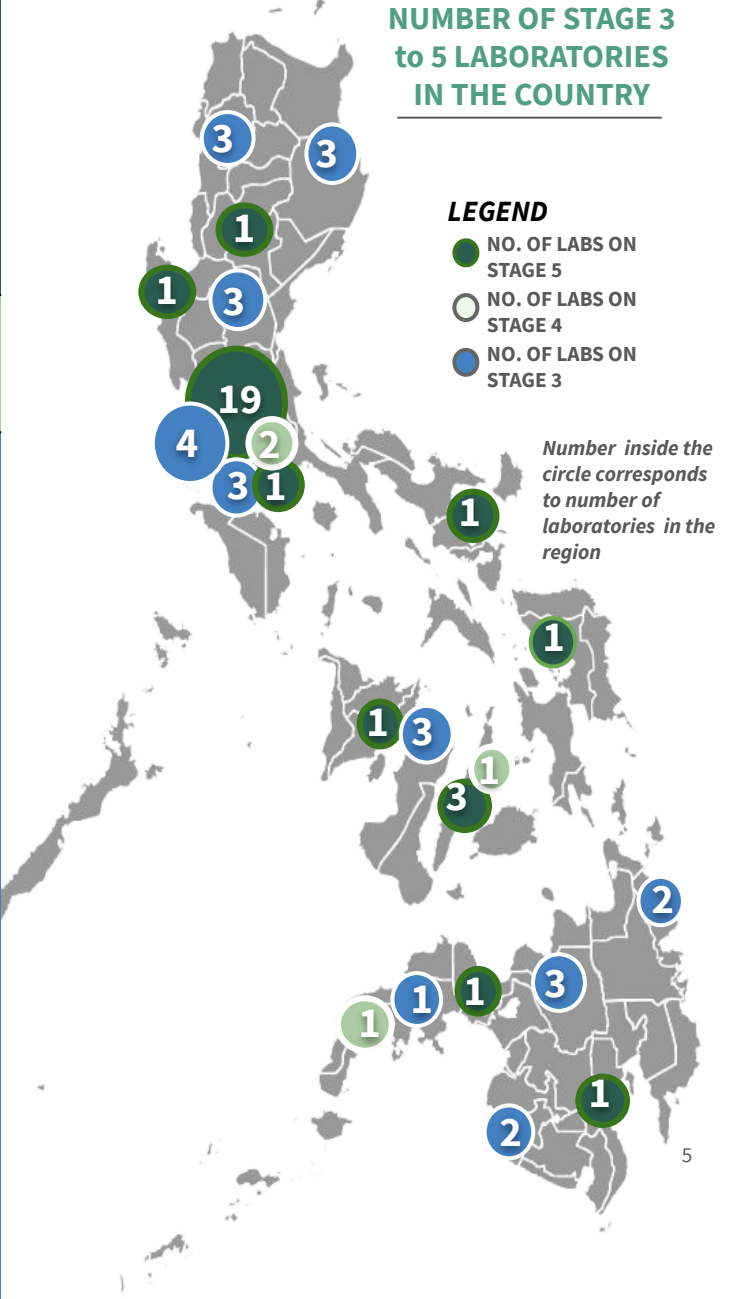 NUMBER OF STAGE 3
to 5 LABORATORIES
IN THE COUNTRY
LEGEND
NO. OF LABS ON
STAGE 5
NO. OF LABS ON
STAGE 4
NO. OF LABS ON
STAGE 3
Number inside the
circle corresponds
to number of
laboratories in the
region
3
3
1
1
3
19
4
2
3
1
1
1
1
3
1
3
2
1
3
1
1
1
2
5